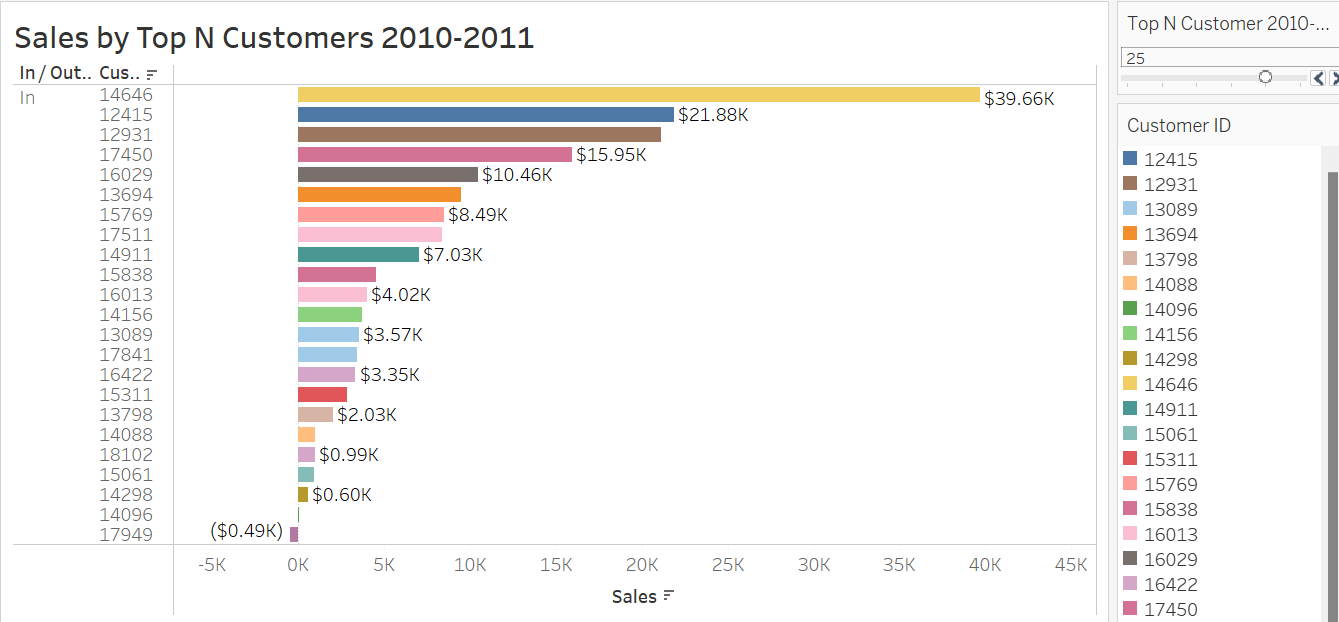 Sales by Top N Customers 2010-2011
In / Out.. Cus..
In
14646 $39.66K
12415 $21.88K
12931
17450 $15.95K
16029 $10.46K
13694
15769 $8.49K
17511
14911 $7.03K
15838
16013 $4.02K
14156
13089 $3.57K
17841
16422 $3.35K
15311
13798 $2.03K
14088
18102 $0.99K
15061
14298 $0.60K
14096
17949 ($0.49K)
-5K 0K 5K 10K 15K 20K 25K 30K 35K 40K 45K
Sales
Top N Customer 2010-...
25
Customer ID
12415
12931
13089
13694
13798
14088
14096
14156
14298
14646
14911
15061
15311
15769
15838
16013
16029
16422
17450